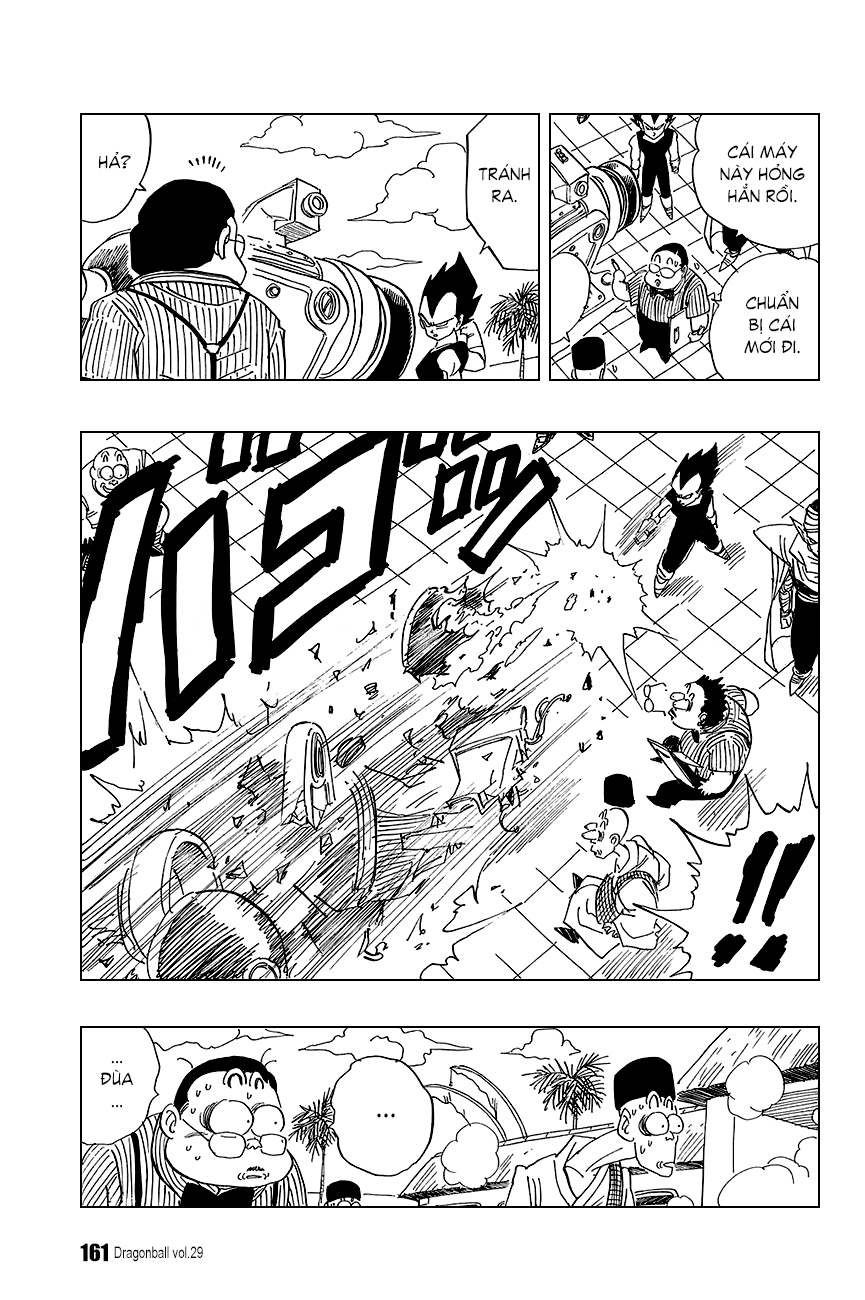 CÁI MÁY
NÀY HỎNG
HẲN RỒI.
CHUẨN
BỊ CÁI
MỚI ĐI.
TRÁNH
RA.
HẢ?
!!
...
...
ĐÙA
...
161 Dragonball vol.29